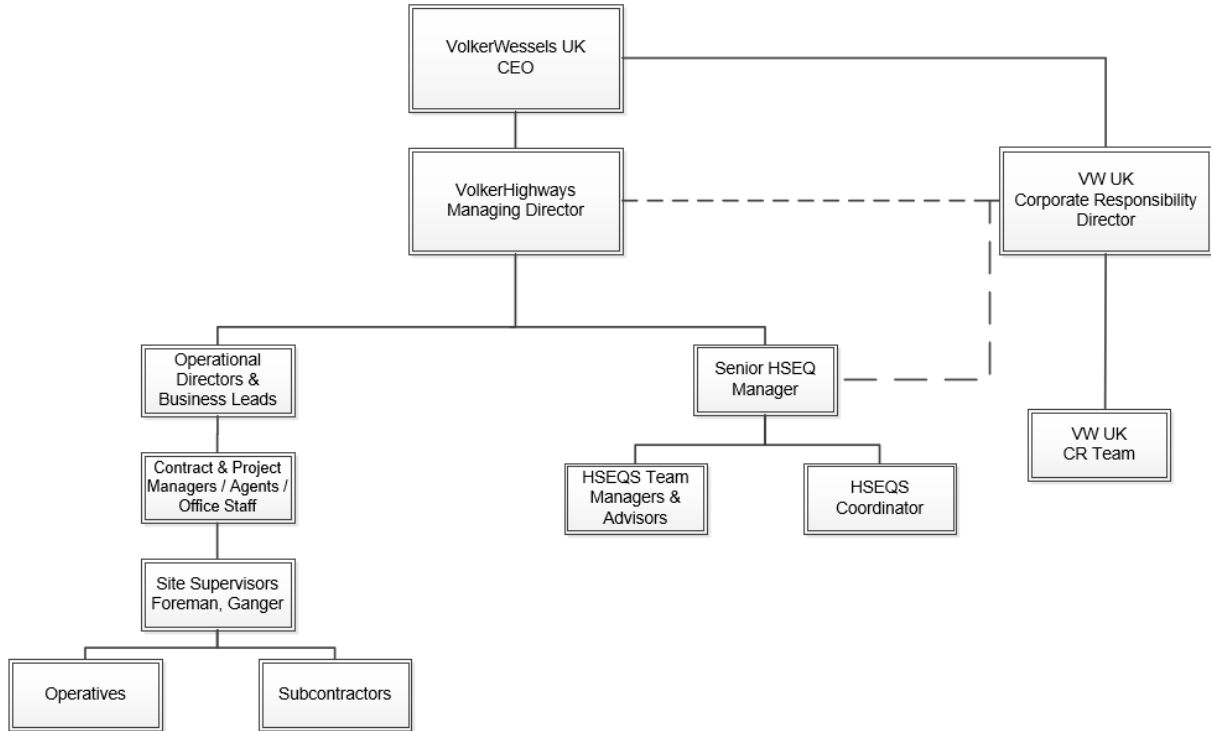 VolkerWessels UK
CEO
VolkerHighways
Managing Director
VW UK
Corporate Responsibility
Director
Operational
Directors &
Business Leads
Senior HSEQ
Manager
VW UK
CR Team
Contract & Project
Managers / Agents /
Office Staff
HSEQS Team
Managers &
Advisors
HSEQS
Coordinator
Site Supervisors
Foreman, Ganger
Operatives
Subcontractors